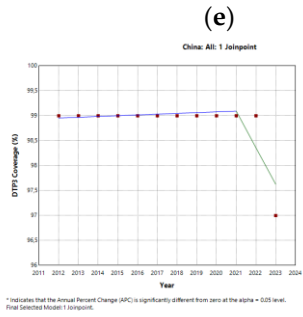 (e)
China: All: 1 Joinpoint
100
99,5
99
98,5
98
97,5
97
96,5
96
DTP3 Coverage (%)
2011 2012 2013 2014 2015 2016 2017 2018 2019 2020 2021 2022 2023 2024
Year
* Indicates that the Annual Percent Change (APC) is significantly different from zero at the alpha = 0.05 level.
Final Selected Model: 1 Joinpoint.